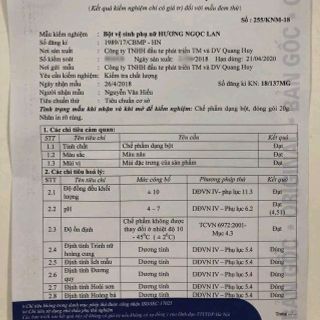 (Kết quả kiểm nghiệm chỉ có giá trị đối với mẫu đem thử)
Số : 255/KNM-18
Mẫu kiểm nghiệm : Bột vệ sinh phụ nữ HƯƠNG NGỌC LAN
Số đăng kí : 1989/17/CBMP - HN
Nơi sản xuất : Công ty TNHH đầu tư phát triển TM và DV Quang Huy
Số kiểm soát : 2018 Ngày sản xuất: 2018 Hạn dùng: 21/04/2020
Nơi gửi mẫu : Công ty TNHH đầu tư phát triển TM và DV Quang Huy
Yêu cầu kiểm nghiệm: Kiểm tra chất lượng
Ngày nhận mẫu : 26/4/2018 Số đăng kí KN: 18/137MG
Người nhận mẫu : Nguyễn Văn Hiếu
Tiêu chuẩn thử : Tiêu chuẩn cơ sở
Tình trạng mẫu khi nhận và khi mở để kiểm nghiệm: Chế phẩm dạng bột, đóng gói 20g.
Nhãn in rõ ràng.
1. Các chỉ tiêu cảm quan:
STT Tên tiêu chí Yêu cầu Kết quả
1.1 Tính chất Chế phẩm dạng bột Đạt
1.2 Màu sắc Màu nâu Đạt
1.3 Mùi vị Mùi đặc trưng của sản phẩm Đạt
2. Các chỉ tiêu hoá lý:
STT Tên tiêu chí Mức công bố Phương pháp thử Kết quả
2.1 Độ đồng đều khối lượng ± 10 DĐVN IV- phụ lục 11.3 Đạt
2.2 pH 4 – 7 DĐVN IV – Phụ lục 6.2 Đạt (4,51)
2.3 Độ ổn định Chế phẩm không được thay đổi ở nhiệt độ 10 - 45°C ( ± 2°C) TCVN 6972:2001- Mục 4.3 Đạt
2.4 Định tính Trinh nữ hoàng cung Dương tính DĐVN IV – Phụ lục 5.4 Đúng
2.5 Định tính Ích mẫu Dương tính DĐVN IV – Phụ lục 5.4 Đúng
2.6 Định tính Đương quy Dương tính DĐVN IV – Phụ lục 5.4 Đúng
2.7 Định tính Hoài sơn Dương tính DĐVN IV – Phụ lục 5.4 Đúng
2.8 Định tính Hoàng bá Dương tính DĐVN IV – Phụ lục 5.4 Đúng
BẢN GỐC
ORIGINAL